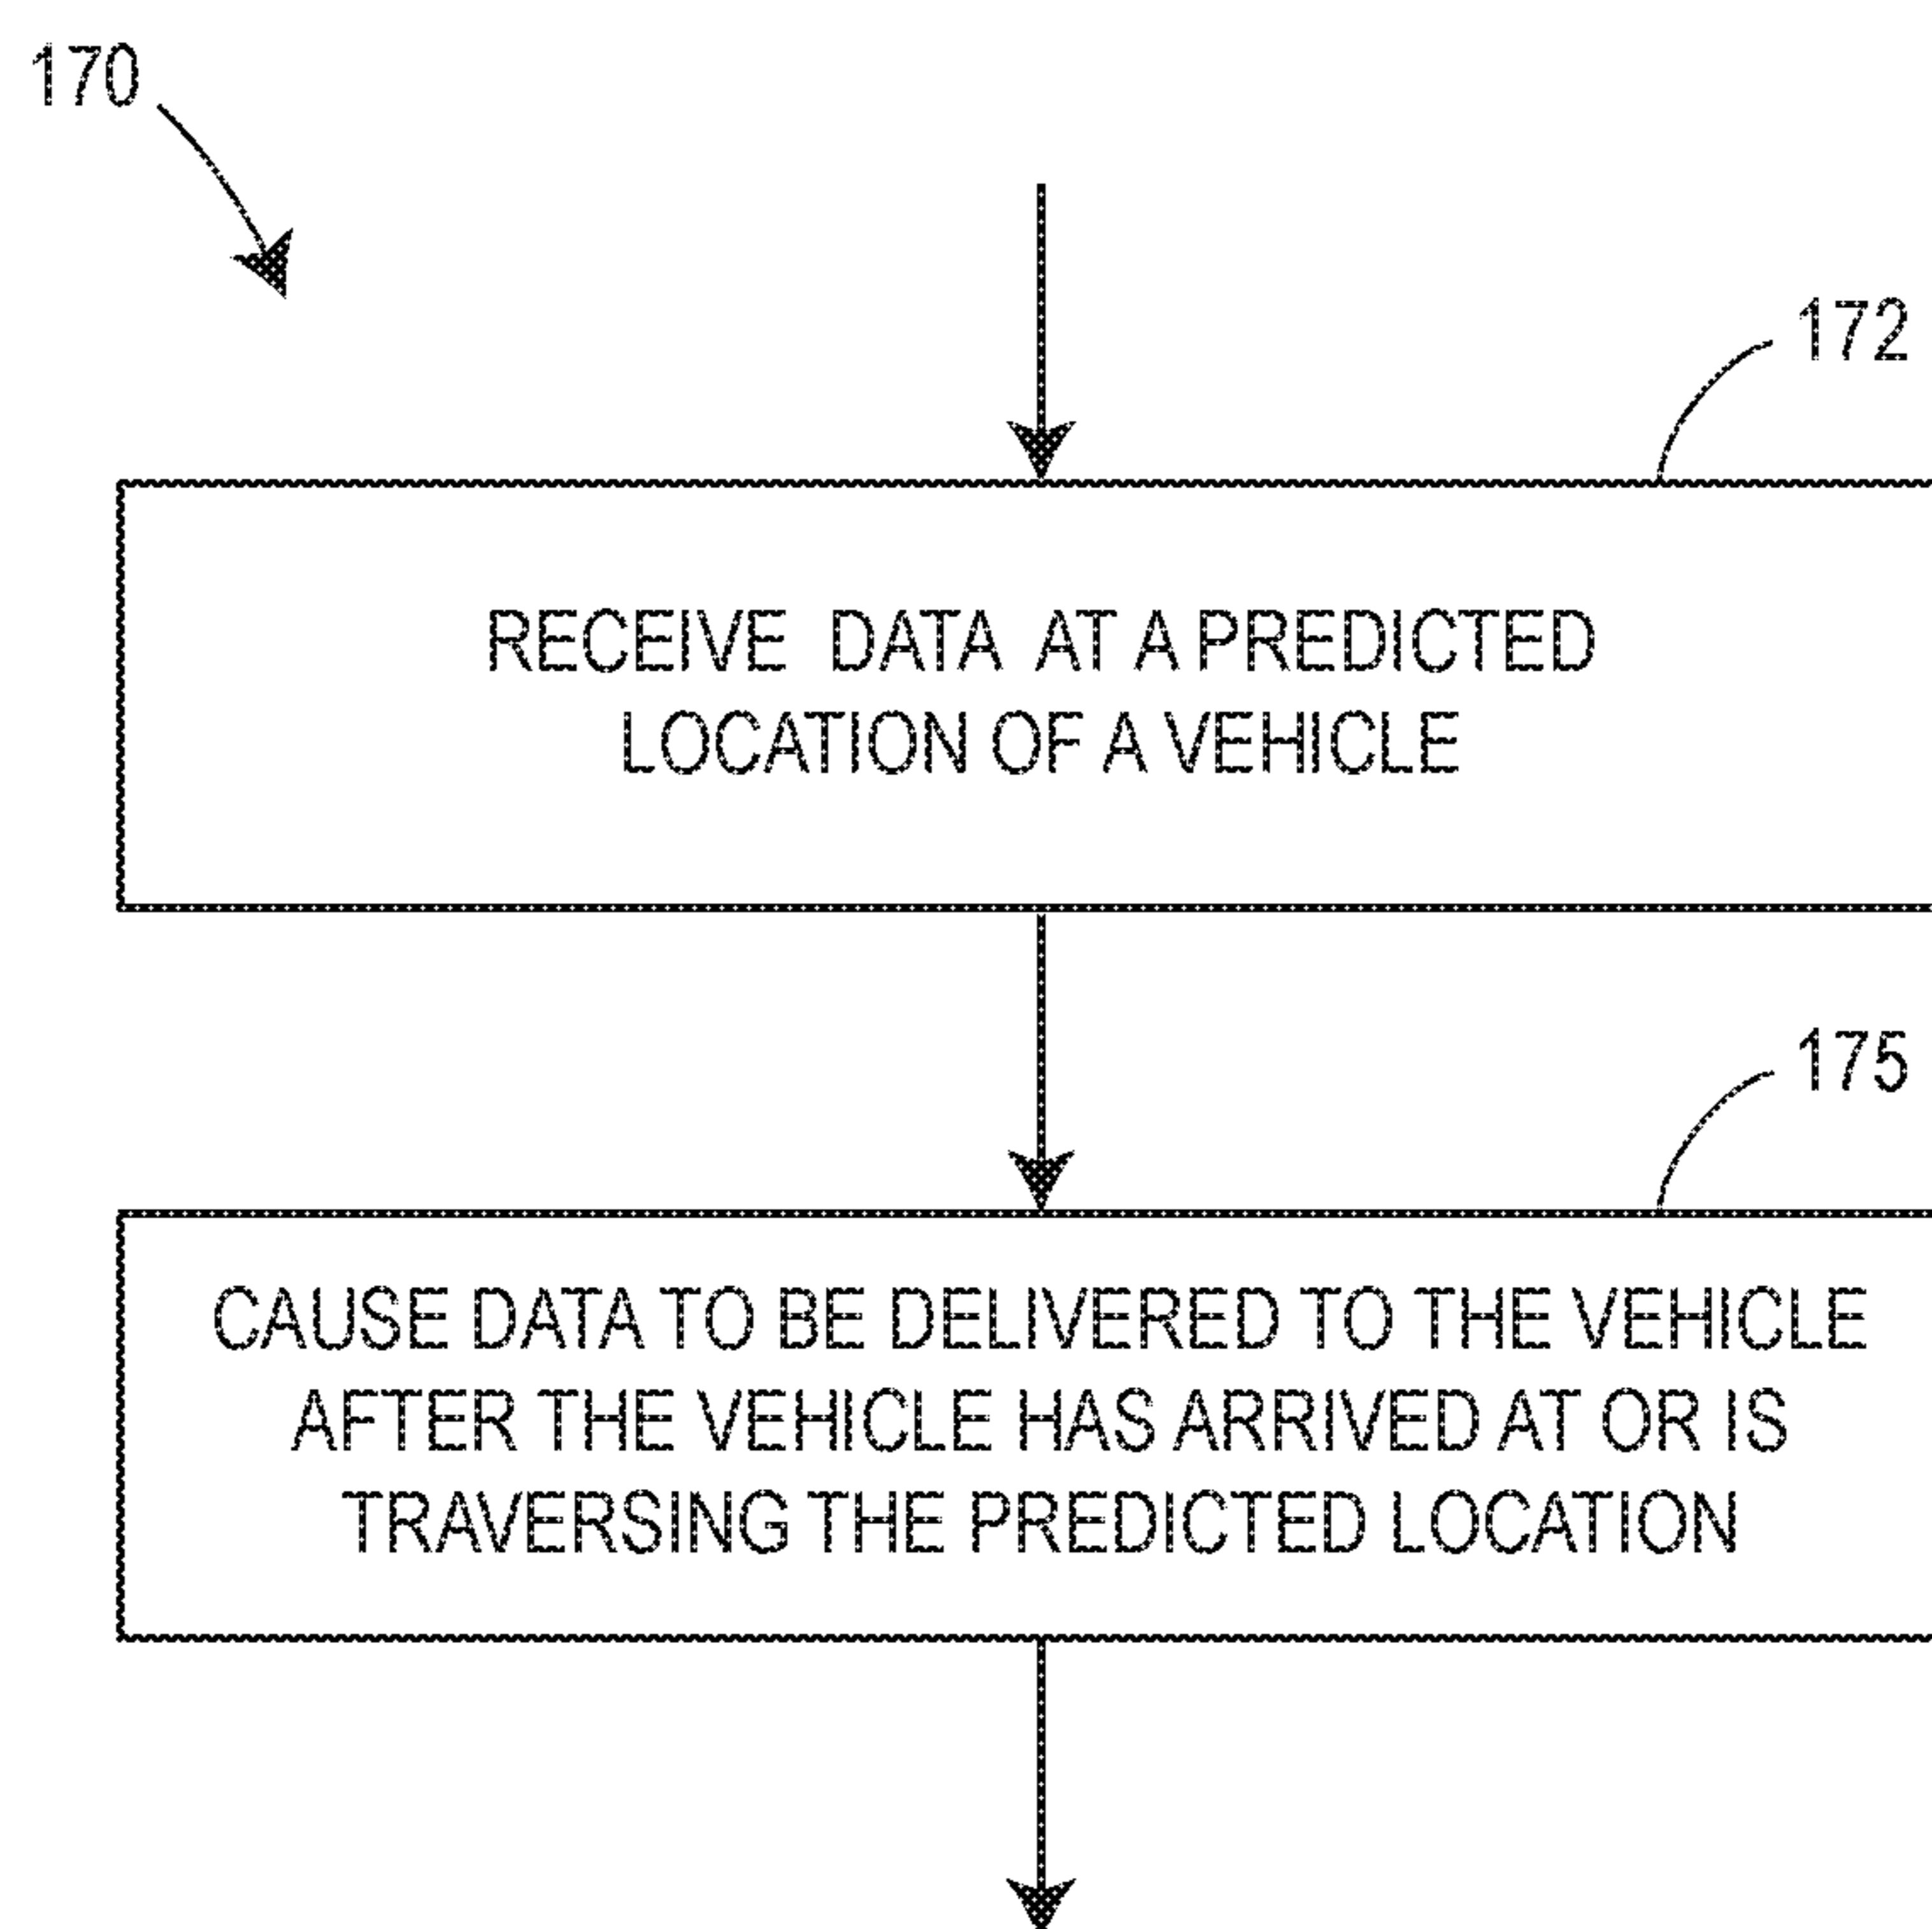 170
172
RECEIVE DATA AT A PREDICTED
LOCATION OF A VEHICLE
175
CAUSE DATA TO BE DELIVERED TO THE VEHICLE
AFTER THE VEHICLE HAS ARRIVED AT OR IS
TRAVERSING THE PREDICTED LOCATION